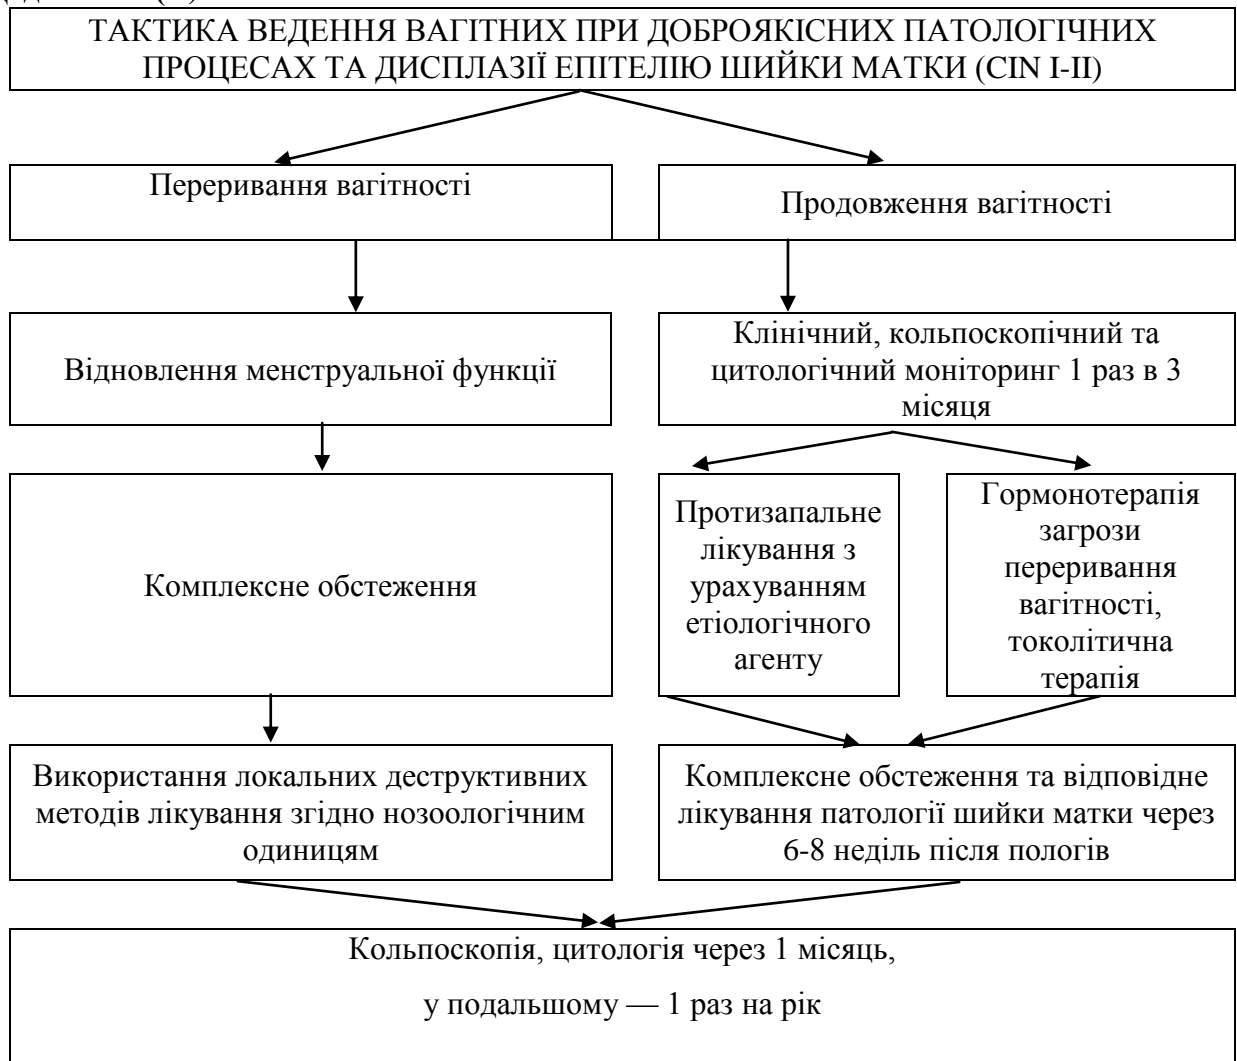 ТАКТИКА ВЕДЕННЯ ВАГІТНИХ ПРИ ДОБРОЯКІСНИХ ПАТОЛОГІЧНИХ
ПРОЦЕСАХ ТА ДИСПЛАЗІЇ ЕПІТЕЛІЮ ШИЙКИ МАТКИ (CIN I-II)
Переривання вагітності
Продовження вагітності
Відновлення менструальної функції
Клінічний, кольпоскопічний та
цитологічний моніторинг 1 раз в 3
місяця
Комплексне обстеження
Протизапальне
лікування з
урахуванням
етіологічного
агенту
Гормонотерапія
загрози
переривання
вагітності,
токолітична
терапія
Використання локальних деструктивних
методів лікування згідно нозоологічним
одиницям
Комплексне обстеження та відповідне
лікування патології шийки матки через
6-8 неділь після пологів
Кольпоскопія, цитологія через 1 місяць,
у подальшому — 1 раз на рік